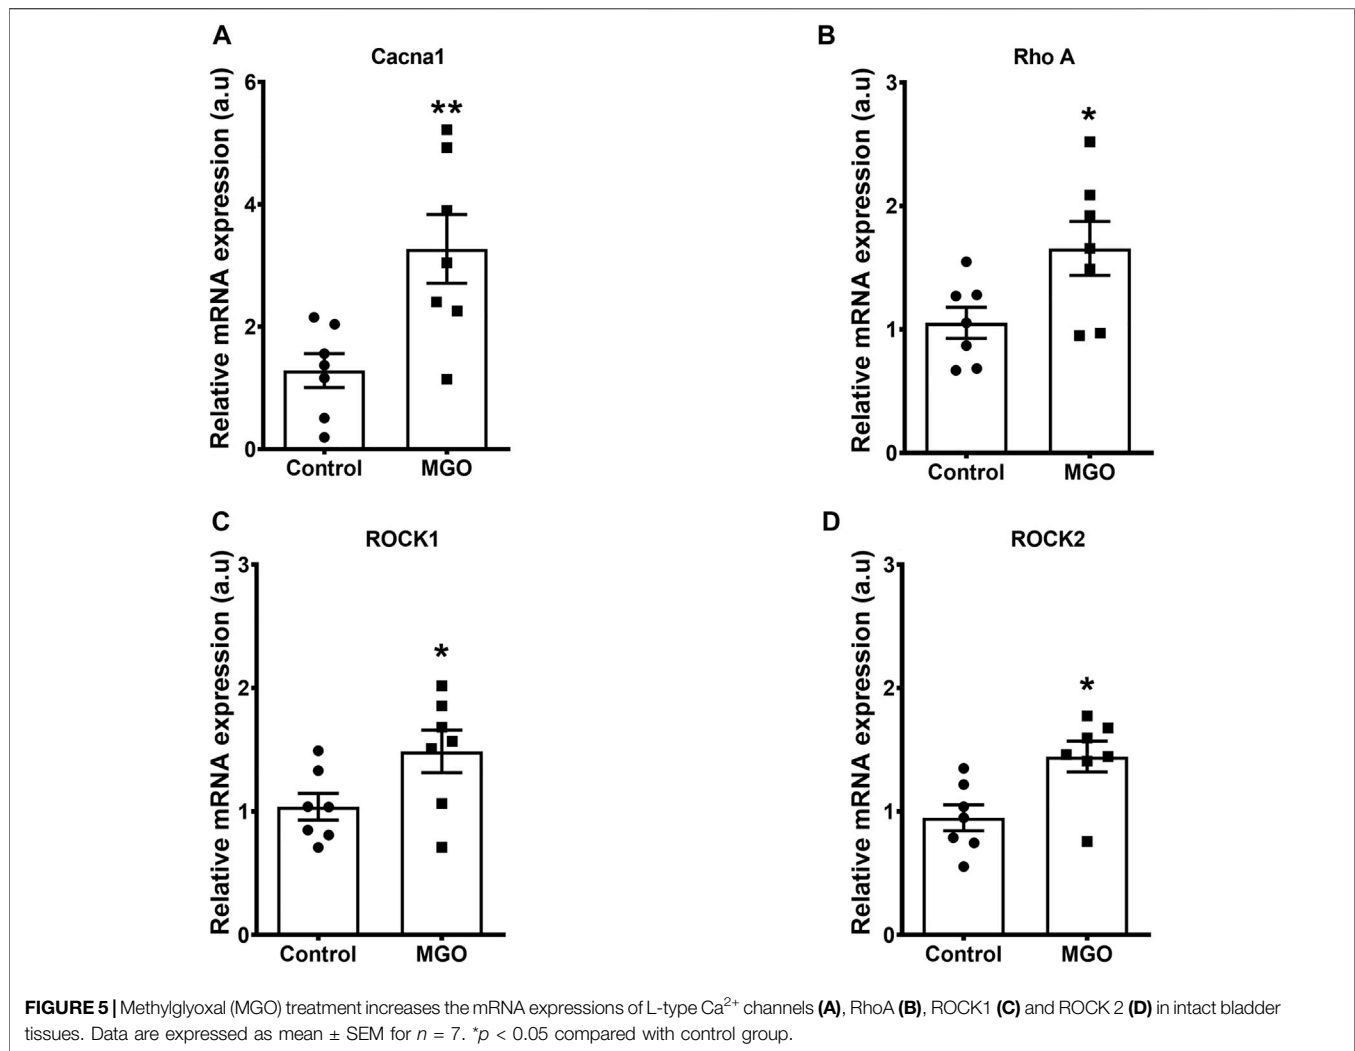 A
Cacna1
Relative mRNA expression (a.u)
6
4
2
0
**
Control MGO
B
Rho A
Relative mRNA expression (a.u)
3
2
1
0
*
Control MGO
C
ROCK1
Relative mRNA expression (a.u)
3
2
1
0
*
Control MGO
D
ROCK2
Relative mRNA expression (a.u)
3
2
1
0
*
Control MGO
FIGURE 5 | Methylglyoxal (MGO) treatment increases the mRNA expressions of L-type Ca²⁺ channels (A), RhoA (B), ROCK1 (C) and ROCK 2 (D) in intact bladder
tissues. Data are expressed as mean ± SEM for n = 7. *p < 0.05 compared with control group.